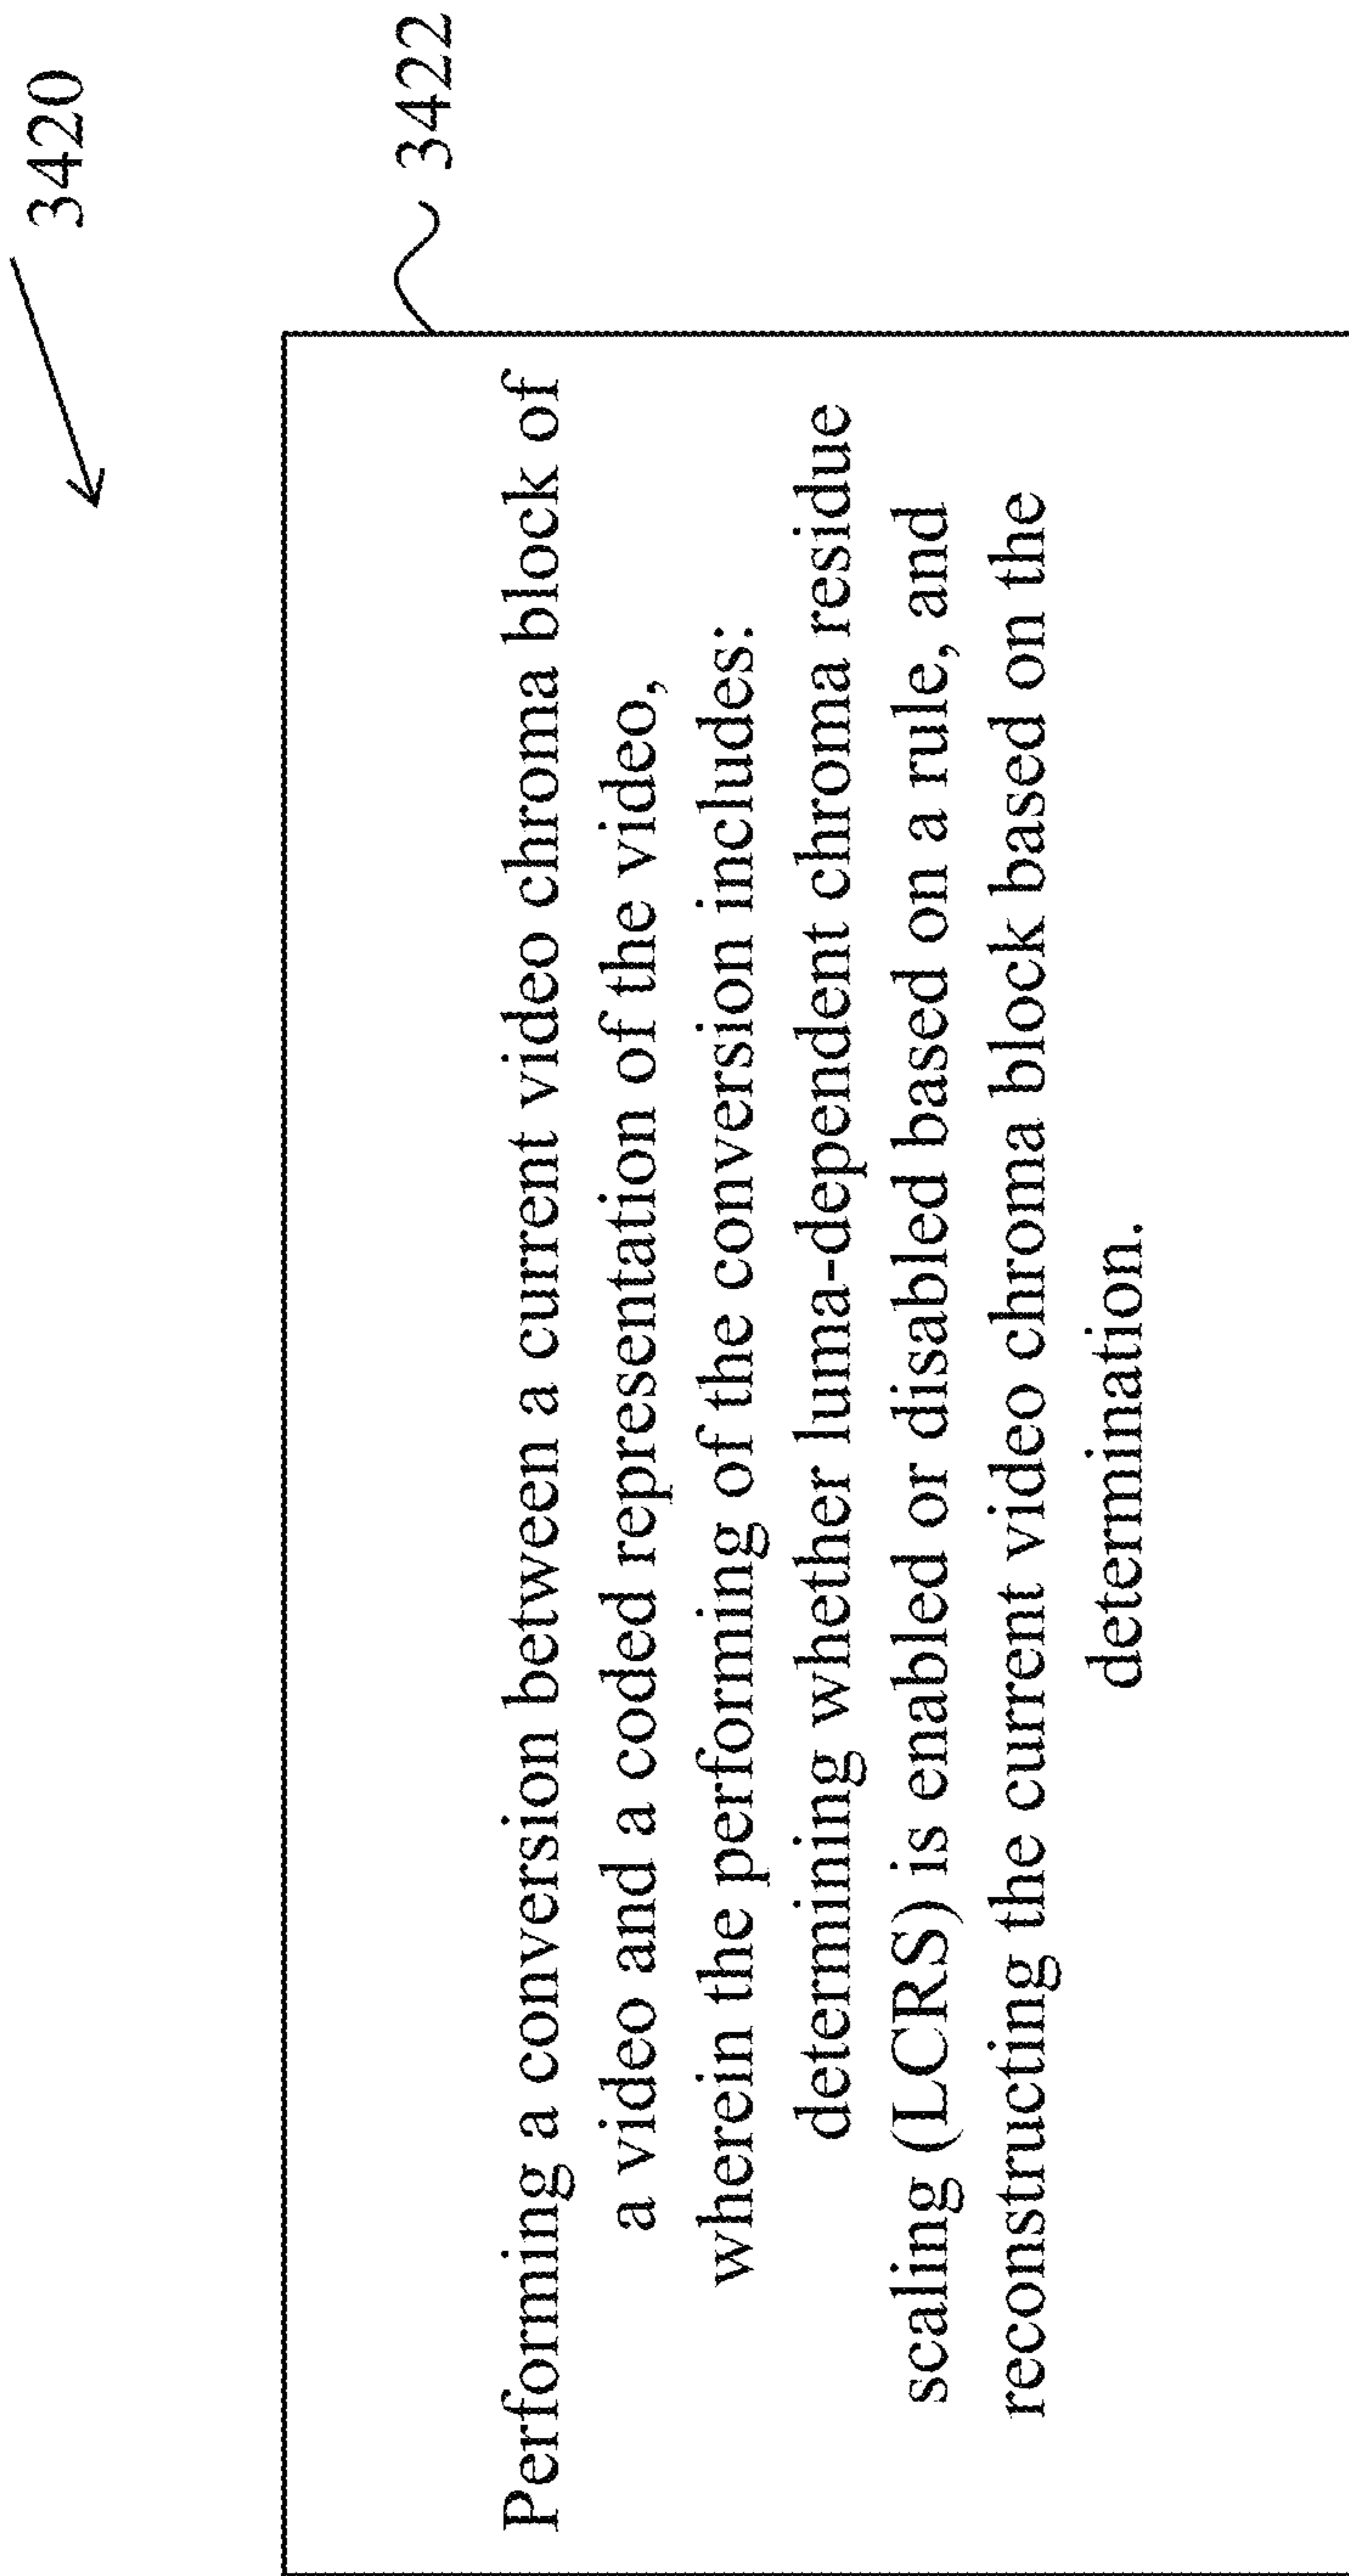 3420
3422
Performing a conversion between a current video chroma block of
a video and a coded representation of the video,
wherein the performing of the conversion includes:
determining whether luma-dependent chroma residue
scaling (LCRS) is enabled or disabled based on a rule, and
reconstructing the current video chroma block based on the
determination.